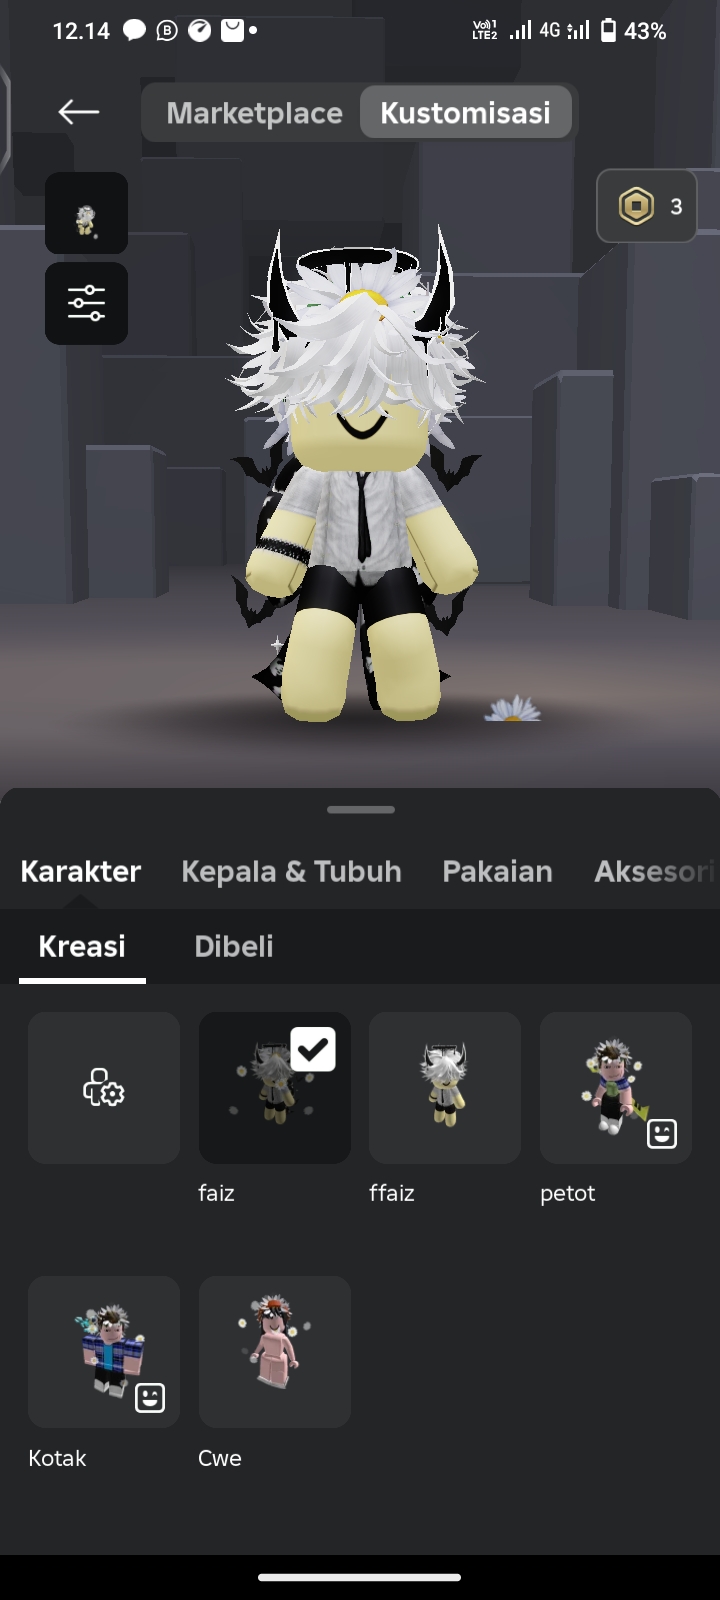 12.14 B Vo))1 LTE2 4G 43%
Marketplace Kustomisasi
3
Karakter Kepala & Tubuh Pakaian Aksesori
Kreasi Dibeli
faiz ffaiz petot
Kotak Cwe